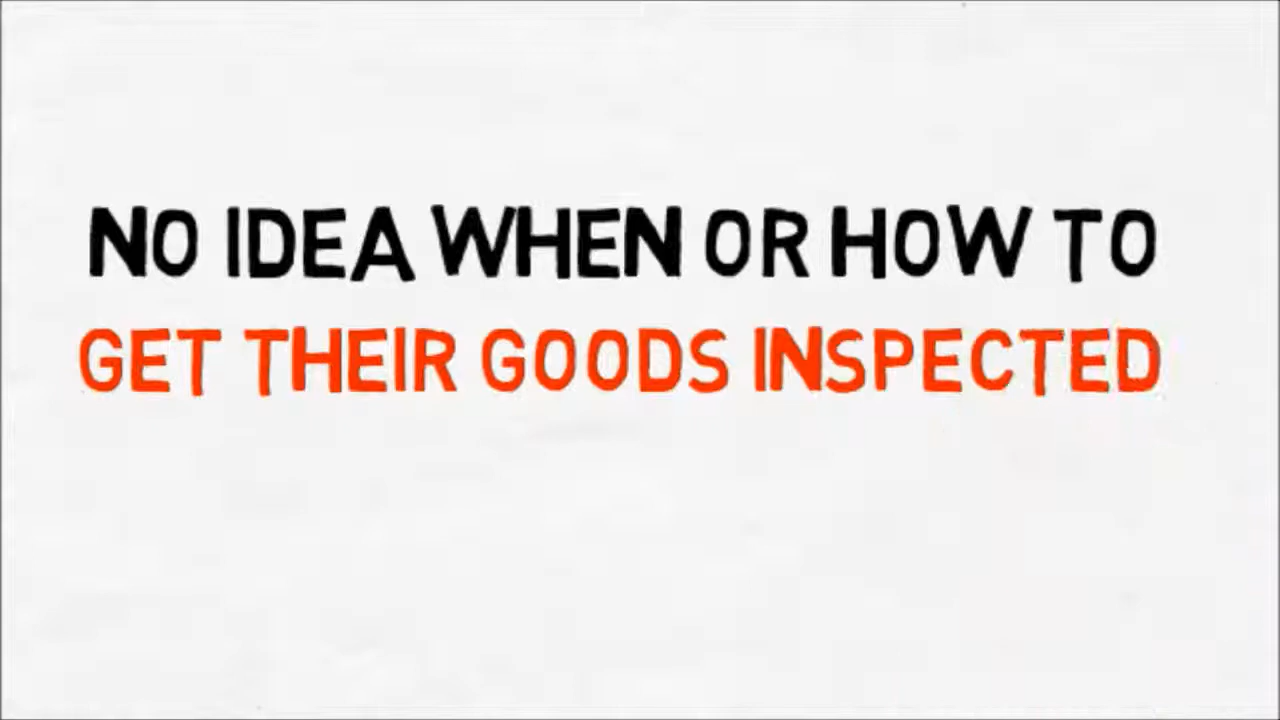 NO IDEA WHEN OR HOW TO
GET THEIR GOODS INSPECTED